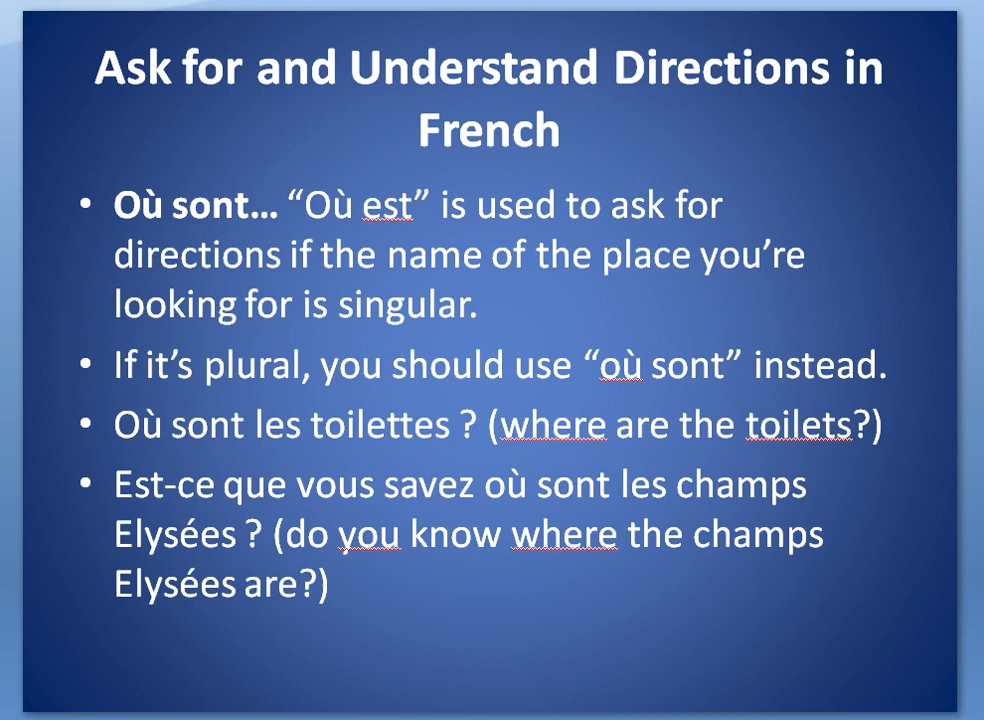 Ask for and Understand Directions in
French
• Où sont... “Où est” is used to ask for
directions if the name of the place you’re
looking for is singular.
• If it’s plural, you should use “où sont” instead.
• Où sont les toilettes ? (where are the toilets?)
• Est-ce que vous savez où sont les champs
Elysées ? (do you know where the champs
Elysées are?)